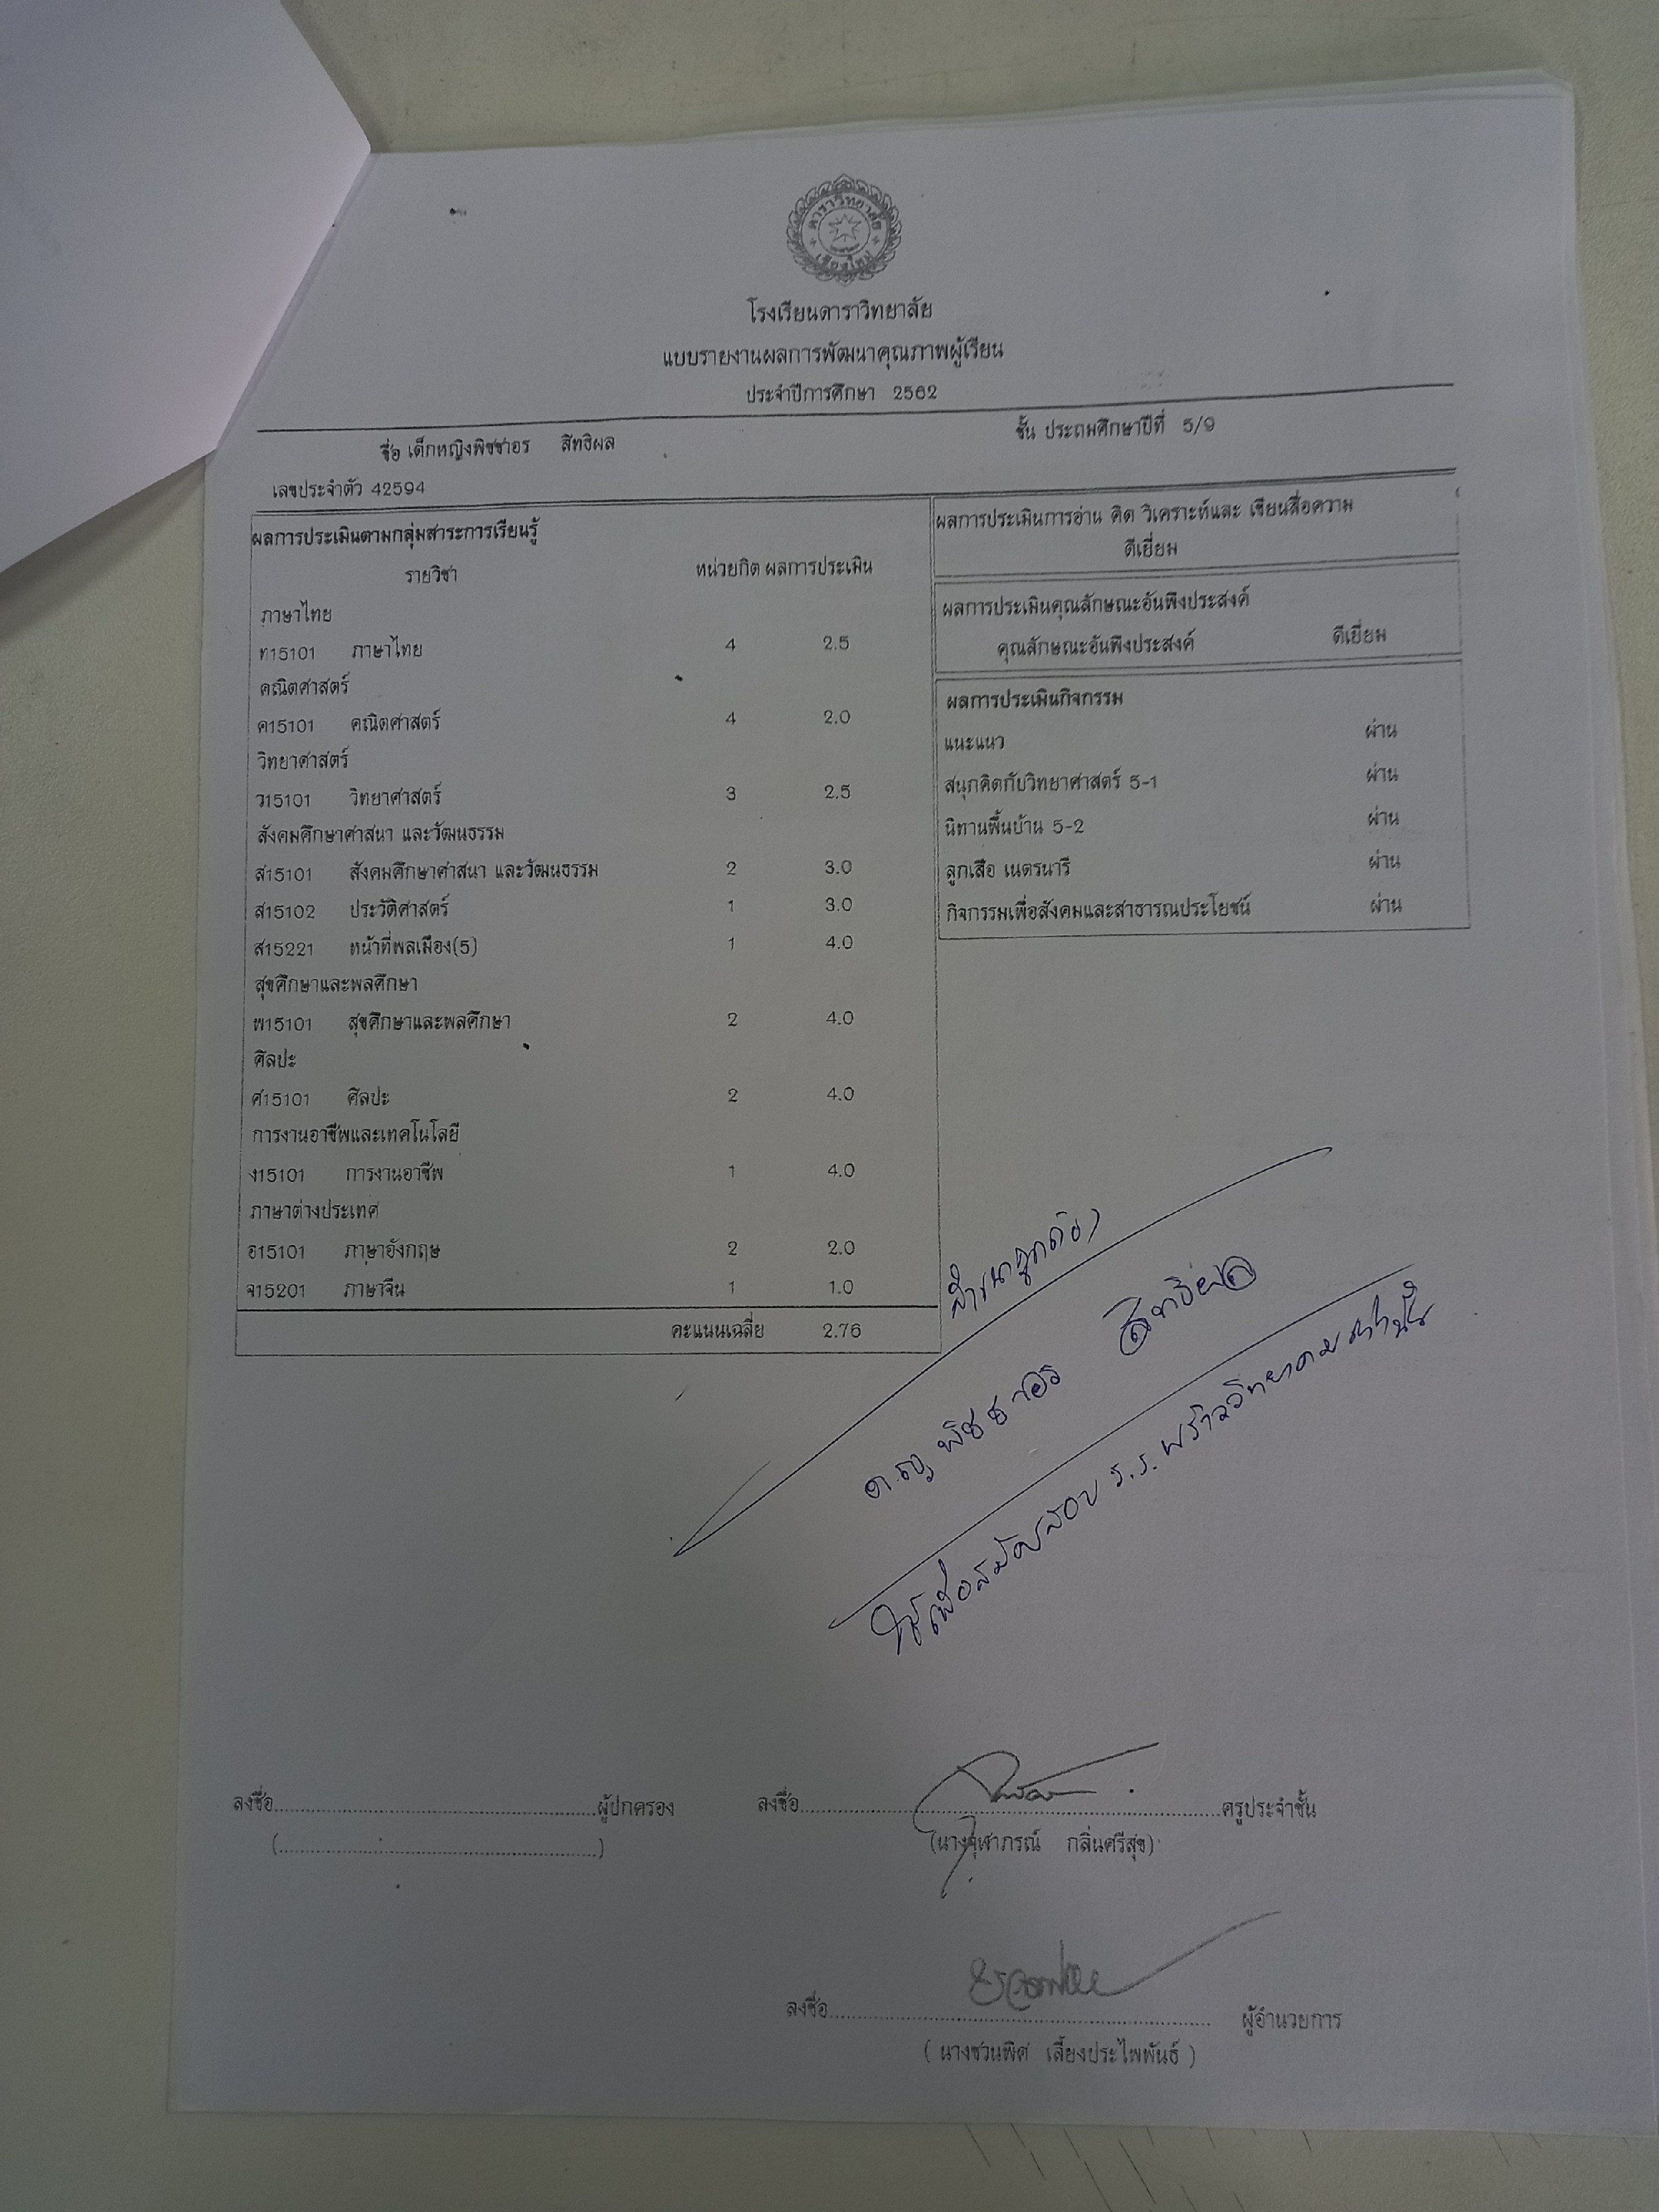 ดาราวิทยาลัย
เชียงใหม่
โรงเรียนดาราวิทยาลัย
แบบรายงานผลการพัฒนาคุณภาพผู้เรียน
ประจำปีการศึกษา 2562
ชื่อ เด็กหญิงพิชชาอร สิทธิผล ชั้น ประถมศึกษาปีที่ 5/9
เลขประจำตัว 42594
ผลการประเมินตามกลุ่มสาระการเรียนรู้
รายวิชา หน่วยกิต ผลการประเมิน
ภาษาไทย
ท15101 ภาษาไทย 4 2.5
คณิตศาสตร์
ค15101 คณิตศาสตร์ 4 2.0
วิทยาศาสตร์
ว15101 วิทยาศาสตร์ 3 2.5
สังคมศึกษาศาสนา และวัฒนธรรม
ส15101 สังคมศึกษาศาสนา และวัฒนธรรม 2 3.0
ส15102 ประวัติศาสตร์ 1 3.0
ส15221 หน้าที่พลเมือง(5) 1 4.0
สุขศึกษาและพลศึกษา
พ15101 สุขศึกษาและพลศึกษา 2 4.0
ศิลปะ
ศ15101 ศิลปะ 2 4.0
การงานอาชีพและเทคโนโลยี
ง15101 การงานอาชีพ 1 4.0
ภาษาต่างประเทศ
อ15101 ภาษาอังกฤษ 2 2.0
จ15201 ภาษาจีน 1 1.0
คะแนนเฉลี่ย 2.76
ผลการประเมินการอ่าน คิด วิเคราะห์และ เขียนสื่อความ
ดีเยี่ยม
ผลการประเมินคุณลักษณะอันพึงประสงค์
คุณลักษณะอันพึงประสงค์ ดีเยี่ยม
ผลการประเมินกิจกรรม
แนะแนว ผ่าน
สนุกคิดกับวิทยาศาสตร์ 5-1 ผ่าน
นิทานพื้นบ้าน 5-2 ผ่าน
ลูกเสือ เนตรนารี ผ่าน
กิจกรรมเพื่อสังคมและสาธารณประโยชน์ ผ่าน
สำเนาถูกต้อง
ด.ญ พิชชาอร สิทธิผล
ใช้เพื่อสมัครสอบ ร.ร. พร้าววิทยาคม เท่านั้น
ลงชื่อ..........ผู้ปกครอง ลงชื่อ..........ครูประจำชั้น
(..........) (นางจุฬาภรณ์ กลิ่นศรีสุข)
ลงชื่อ.......... ผู้อำนวยการ
( นางชวนพิศ เลี้ยงประไพพันธ์ )